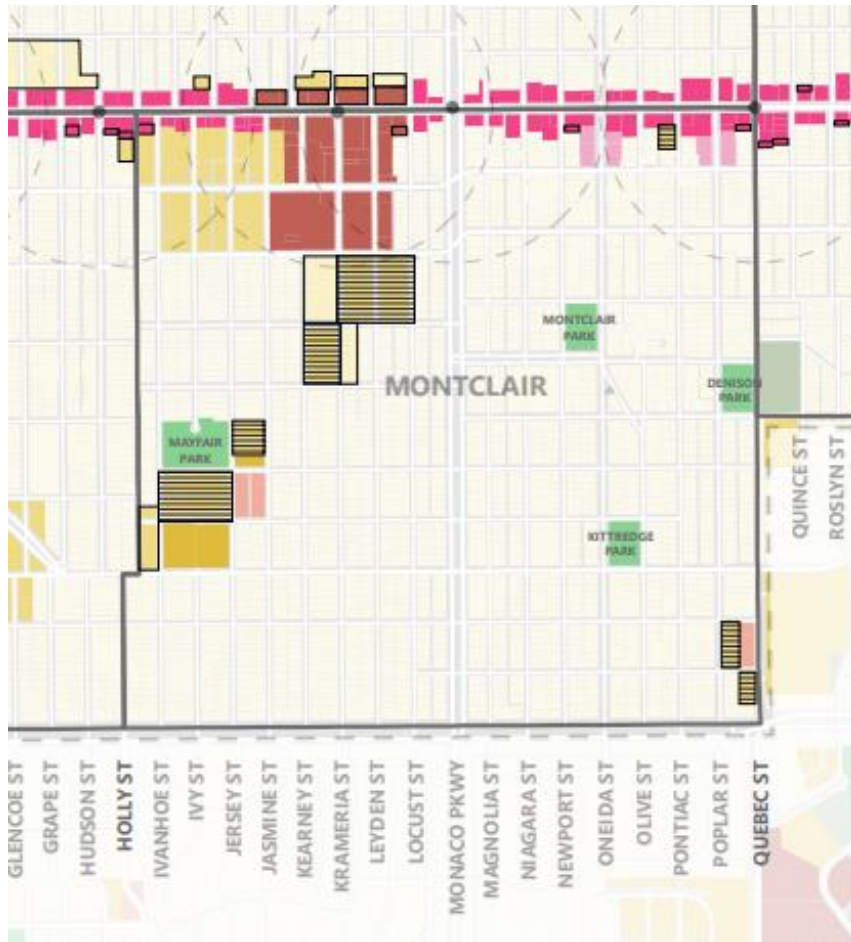 MONTCLAIR
PARK
MONTCLAIR
DENISON
PARK
MAYFAIR
PARK
KITTREDGE
PARK
QUINCE ST
ROSLYN ST
GLENCOE ST
GRAPE ST
HUDSON ST
HOLLY ST
IVANHOE ST
IVY ST
JERSEY ST
JASMINE ST
KEARNEY ST
KRAMERIA ST
LEYDEN ST
LOCUST ST
MONACO PKWY
MAGNOLIA ST
NIAGARA ST
NEWPORT ST
ONEIDA ST
OLIVE ST
PONTIAC ST
POPLAR ST
QUEBEC ST